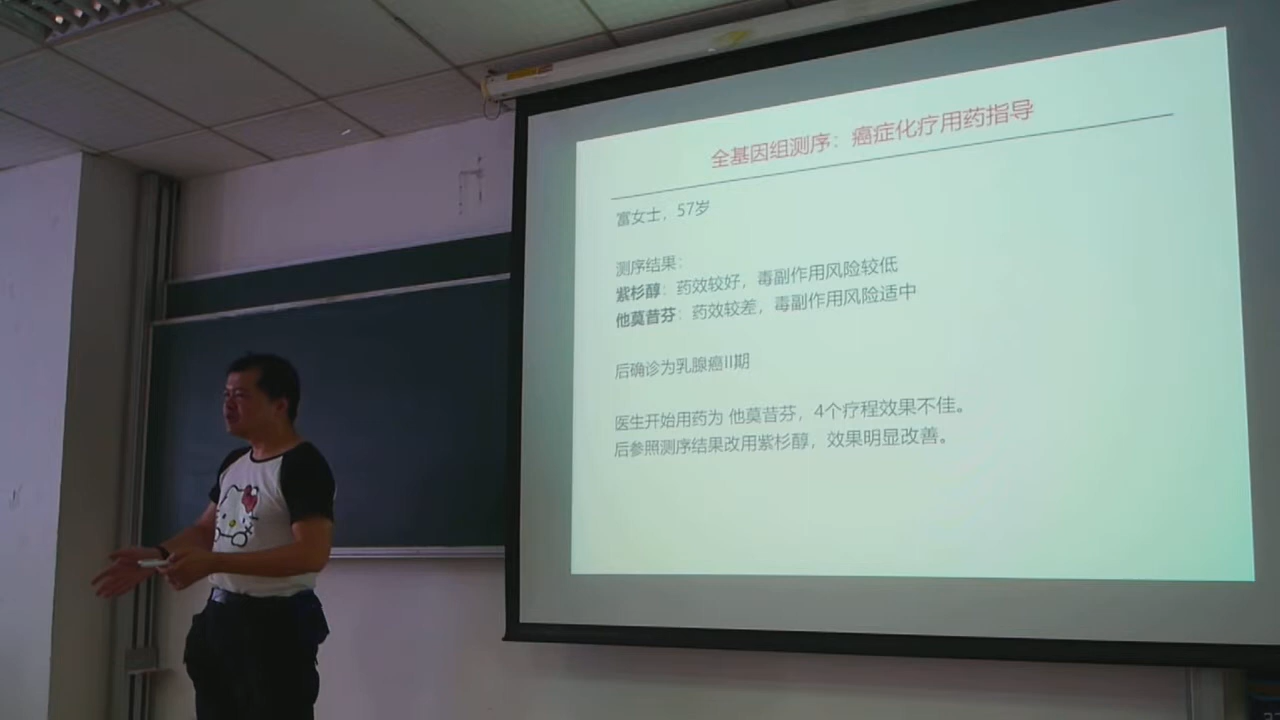 全基因组测序：癌症化疗用药指导
富女士，57岁
测序结果：
紫杉醇：药效较好，毒副作用风险较低
他莫昔芬：药效较差，毒副作用风险适中
后确诊为乳腺癌II期
医生开始用药为 他莫昔芬，4个疗程效果不佳。
后参照测序结果改用紫杉醇，效果明显改善。